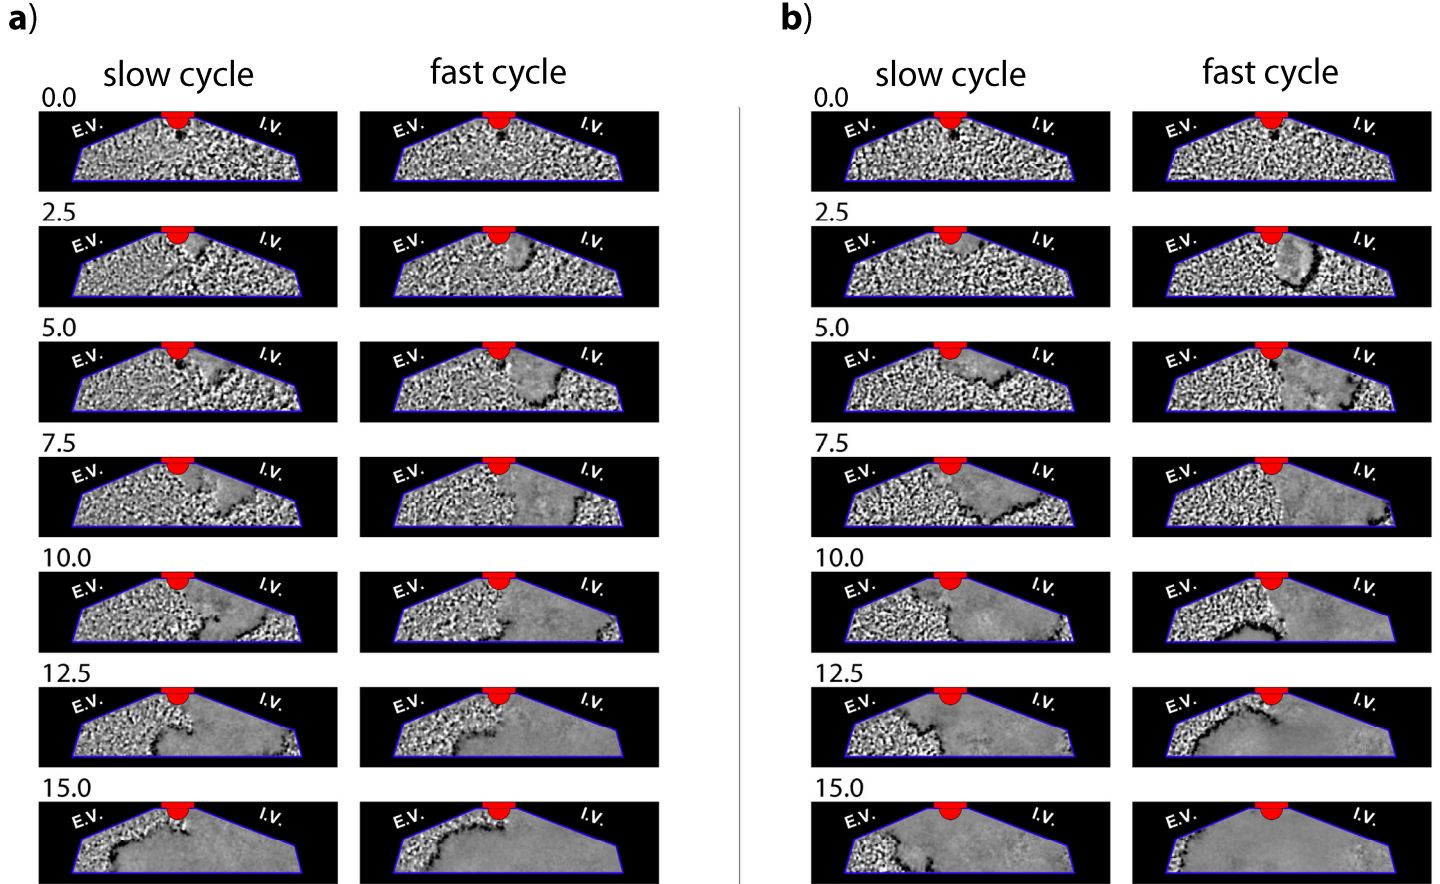 a) b)
slow cycle fast cycle slow cycle fast cycle
0.0 0.0
E.V. I.V. E.V. I.V. E.V. I.V. E.V. I.V.
2.5 2.5
E.V. I.V. E.V. I.V. E.V. I.V. E.V. I.V.
5.0 5.0
E.V. I.V. E.V. I.V. E.V. I.V. E.V. I.V.
7.5 7.5
E.V. I.V. E.V. I.V. E.V. I.V. E.V. I.V.
10.0 10.0
E.V. I.V. E.V. I.V. E.V. I.V. E.V. I.V.
12.5 12.5
E.V. I.V. E.V. I.V. E.V. I.V. E.V. I.V.
15.0 15.0
E.V. I.V. E.V. I.V. E.V. I.V. E.V. I.V.